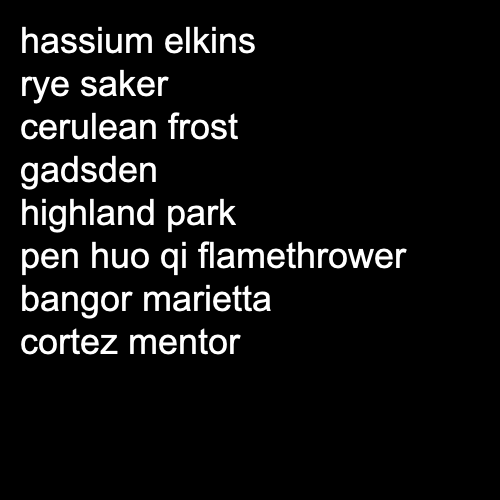 hassium elkins
rye saker
cerulean frost
gadsden
highland park
pen huo qi flamethrower
bangor marietta
cortez mentor